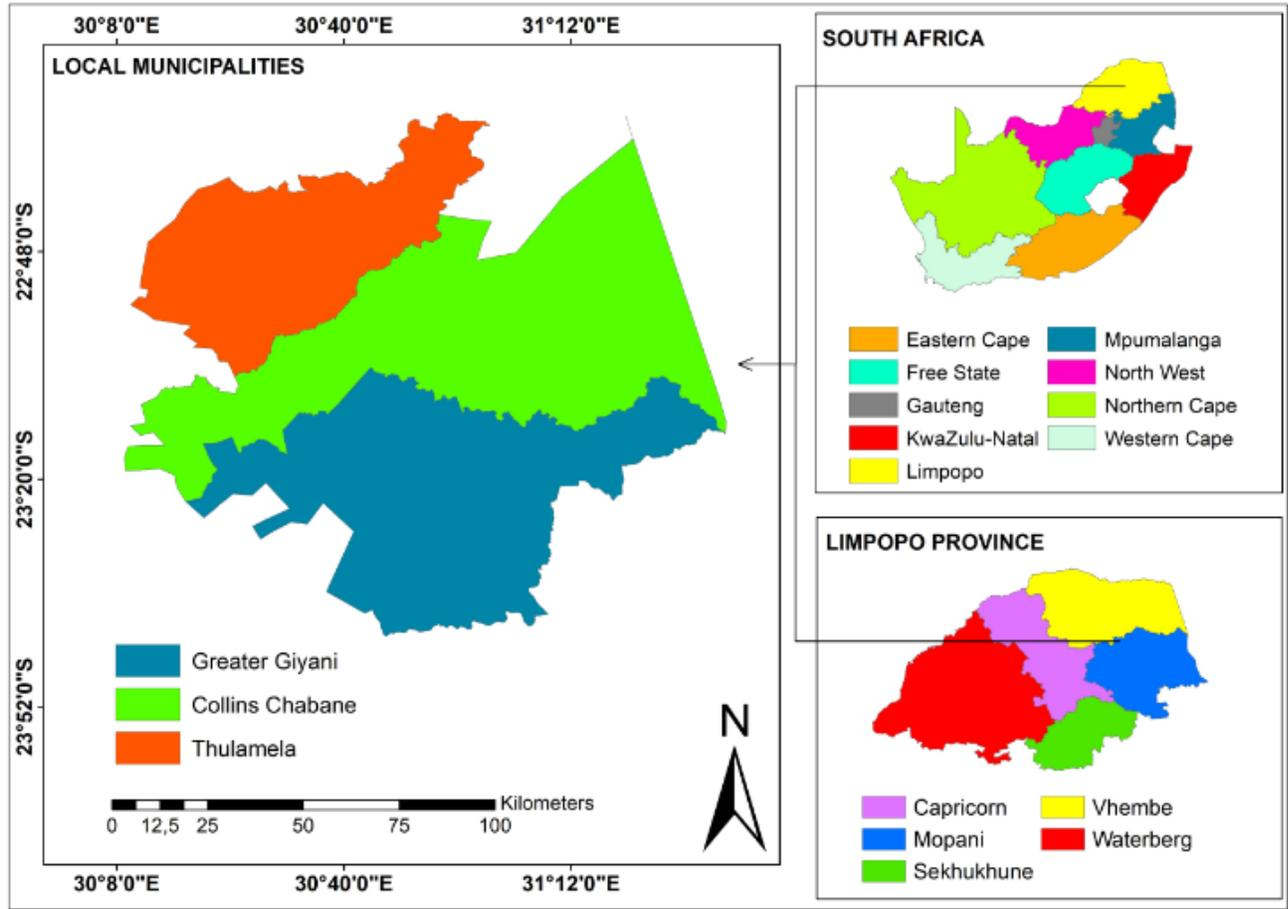 30°8'0"E 30°40'0"E 31°12'0"E
LOCAL MUNICIPALITIES
22°48'0"S
23°20'0"S
23°52'0"S
Greater Giyani
Collins Chabane
Thulamela
N
Kilometers
0 12,5 25 50 75 100
30°8'0"E 30°40'0"E 31°12'0"E
SOUTH AFRICA
Eastern Cape Mpumalanga
Free State North West
Gauteng Northern Cape
KwaZulu-Natal Western Cape
Limpopo
LIMPOPO PROVINCE
Capricorn Vhembe
Mopani Waterberg
Sekhukhune